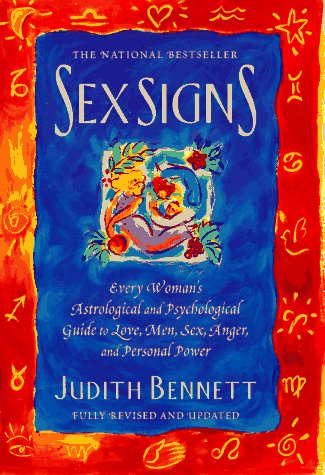 THE NATIONAL BESTSELLER
SEX SIGNS
Every Woman's
Astrological and Psychological
Guide to Love, Men, Sex, Anger,
and Personal Power
JUDITH BENNETT
FULLY REVISED AND UPDATED